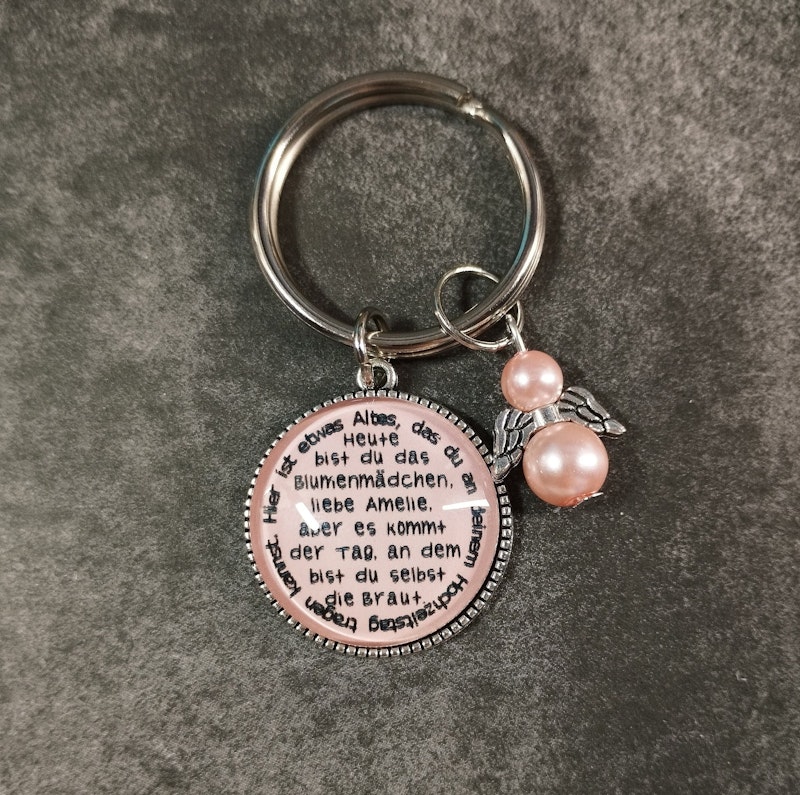 Heute
bist du das
Blumenmädchen,
liebe Amelie,
aber es kommt
der Tag, an dem
bist du selbst
die Braut.
Hier ist etwas Altes, das du an deinem Hochzeitstag tragen kannst.